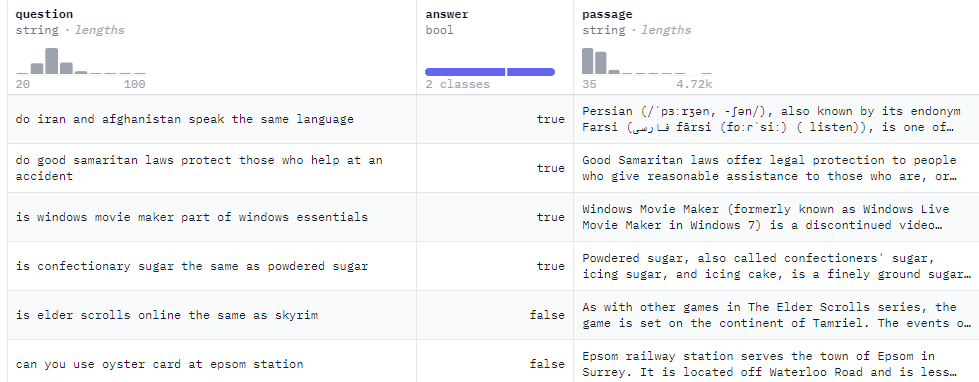 question
string · lengths
20 100
answer
bool
2 classes
passage
string · lengths
35 4.72k
do iran and afghanistan speak the same language
true
Persian (/ˈpɜːrʒən, -ʃən/), also known by its endonym
Farsi (فارسی fārsi (fɒːrˈsiː) ( listen)), is one of…
do good samaritan laws protect those who help at an
accident
true
Good Samaritan laws offer legal protection to people
who give reasonable assistance to those who are, or…
is windows movie maker part of windows essentials
true
Windows Movie Maker (formerly known as Windows Live
Movie Maker in Windows 7) is a discontinued video…
is confectionary sugar the same as powdered sugar
true
Powdered sugar, also called confectioners' sugar,
icing sugar, and icing cake, is a finely ground sugar…
is elder scrolls online the same as skyrim
false
As with other games in The Elder Scrolls series, the
game is set on the continent of Tamriel. The events o…
can you use oyster card at epsom station
false
Epsom railway station serves the town of Epsom in
Surrey. It is located off Waterloo Road and is less…